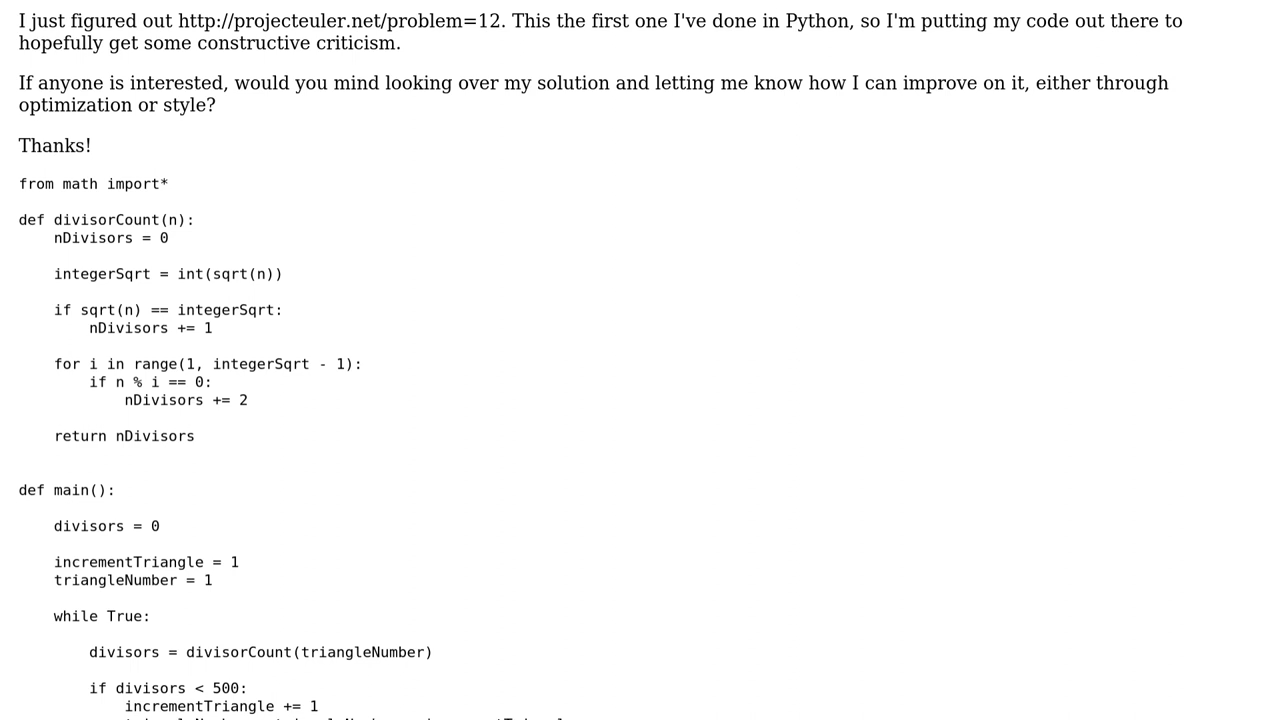 I just figured out http://projecteuler.net/problem=12. This the first one I've done in Python, so I'm putting my code out there to
hopefully get some constructive criticism.
If anyone is interested, would you mind looking over my solution and letting me know how I can improve on it, either through
optimization or style?
Thanks!
from math import*
def divisorCount(n):
    nDivisors = 0
    integerSqrt = int(sqrt(n))
    if sqrt(n) == integerSqrt:
        nDivisors += 1
    for i in range(1, integerSqrt - 1):
        if n % i == 0:
            nDivisors += 2
    return nDivisors
def main():
    divisors = 0
    incrementTriangle = 1
    triangleNumber = 1
    while True:
        divisors = divisorCount(triangleNumber)
        if divisors < 500:
            incrementTriangle += 1